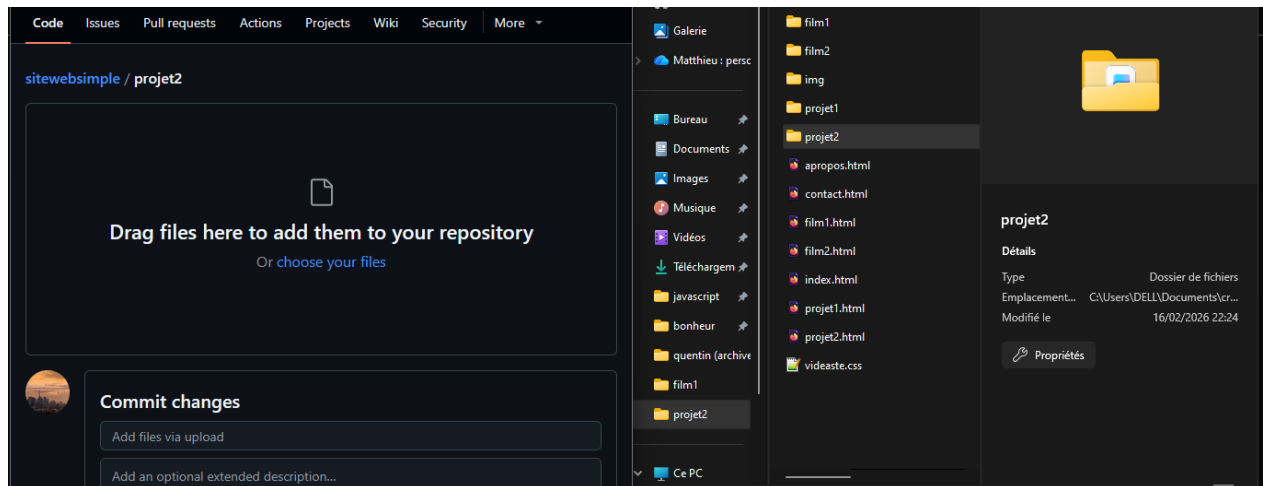 Code Issues Pull requests Actions Projects Wiki Security More
sitewebsimple / projet2
Drag files here to add them to your repository
Or choose your files
Commit changes
Add files via upload
Add an optional extended description...
Galerie
Matthieu : persc
Bureau
Documents
Images
Musique
Vidéos
Téléchargem
javascript
bonheur
quentin (archive
film1
projet2
Ce PC
film1
film2
img
projet1
projet2
apropos.html
contact.html
film1.html
film2.html
index.html
projet1.html
projet2.html
videaste.css
projet2
Détails
Type Dossier de fichiers
Emplacement... C:\Users\DELL\Documents\cr...
Modifié le 16/02/2026 22:24
Propriétés